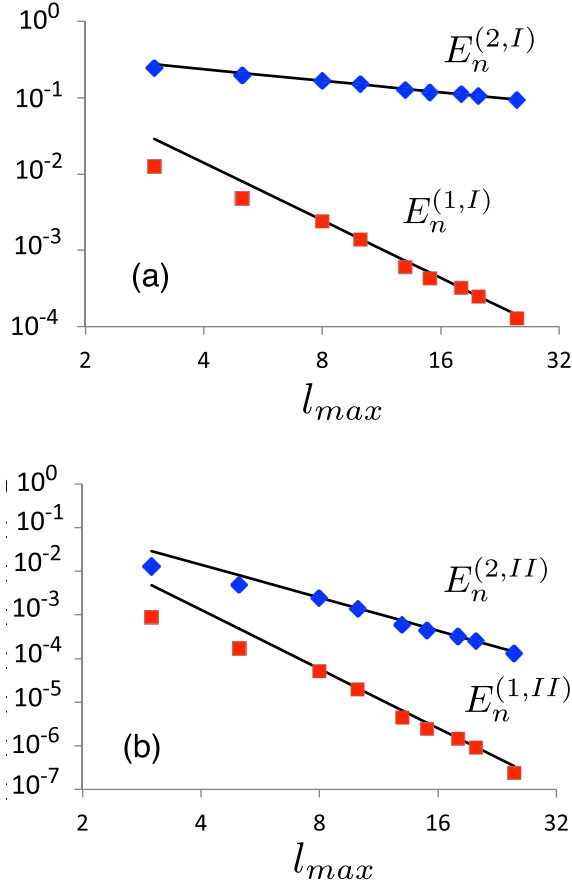 10^0
E_n^{(2,I)}
10^{-1}
10^{-2}
E_n^{(1,I)}
10^{-3}
(a)
10^{-4}
2 4 8 16 32
l_{max}
10^0
10^{-1}
10^{-2}
E_n^{(2,II)}
10^{-3}
10^{-4}
E_n^{(1,II)}
10^{-5}
(b)
10^{-6}
10^{-7}
2 4 8 16 32
l_{max}